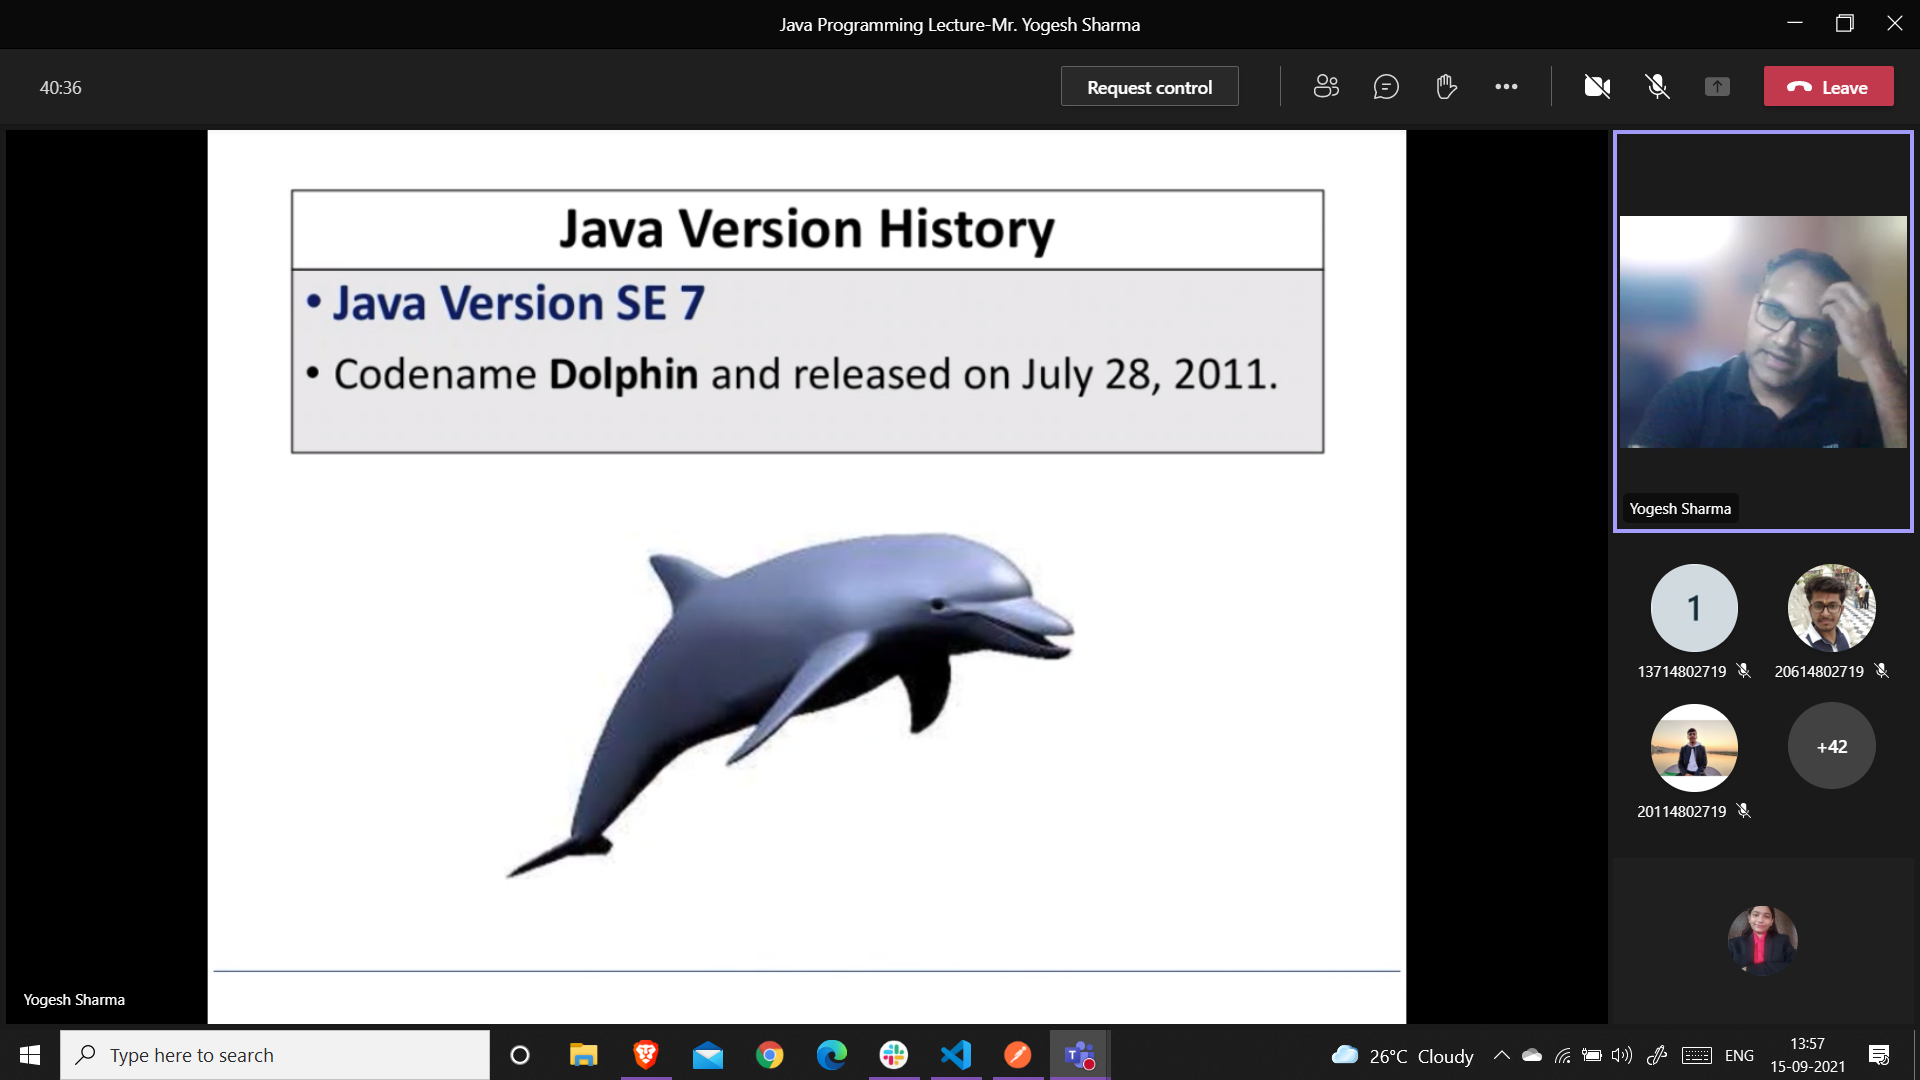 Java Programming Lecture-Mr. Yogesh Sharma
40:36
Request control
Leave
Java Version History
• Java Version SE 7
• Codename Dolphin and released on July 28, 2011.
Yogesh Sharma
1
13714802719
20614802719
20114802719
+42
Yogesh Sharma
Type here to search
26°C Cloudy
ENG
13:57
15-09-2021